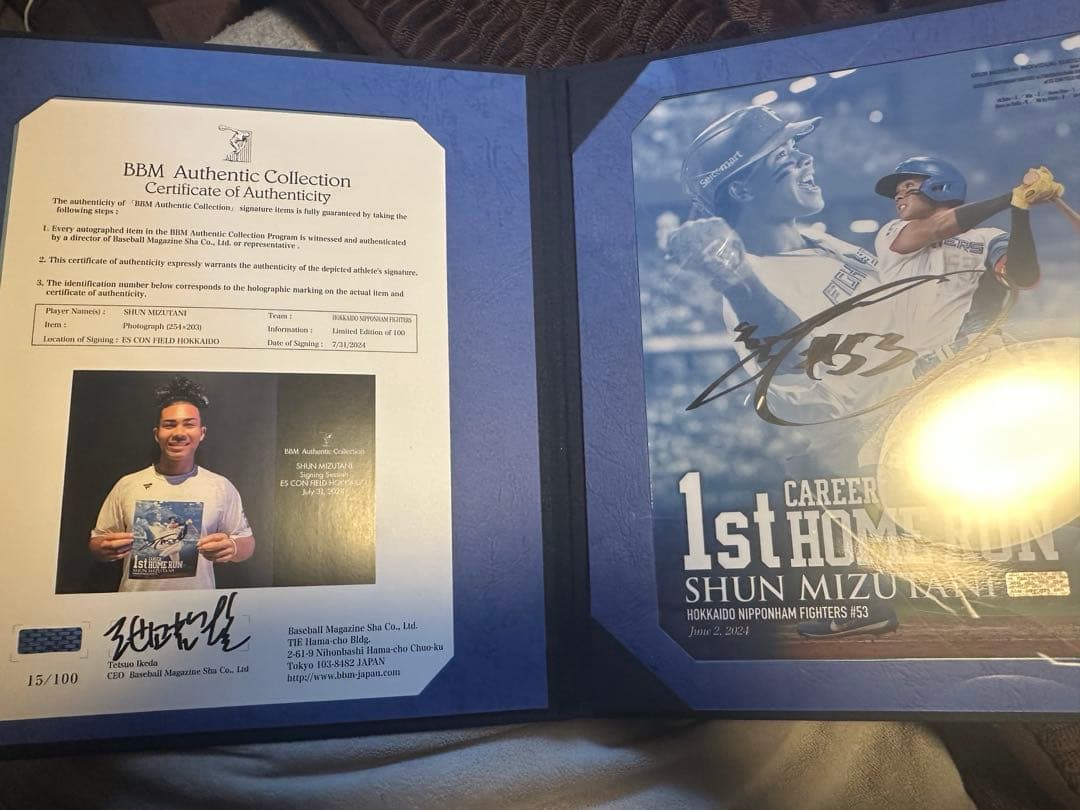 BBM Authentic Collection
Certificate of Authenticity
The authenticity of 「BBM Authentic Collection」 signature items is fully guaranteed by taking the
following steps :
1. Every autographed item in the BBM Authentic Collection Program is witnessed and authenticated
by a director of Baseball Magazine Sha Co., Ltd. or representative .
2. This certificate of authenticity expressly warrants the authenticity of the depicted athlete's signature.
3. The identification number below corresponds to the holographic marking on the actual item and
certificate of authenticity.
Player Name(s) : SHUN MIZUTANI Team : HOKKAIDO NIPPONHAM FIGHTERS
Item : Photograph (254×203) Information : Limited Edition of 100
Location of Signing : ES CON FIELD HOKKAIDO Date of Signing : 7/31/2024
BBM Authentic Collection
SHUN MIZUTANI
Signing Session
ES CON FIELD HOKKAIDO
July 31, 2024
CAREER
1st HOME RUN
SHUN MIZUTANI
15/100
Tetsuo Ikeda
CEO Baseball Magazine Sha Co., Ltd
Baseball Magazine Sha Co., Ltd.
TIE Hama-cho Bldg.
2-61-9 Nihonbashi Hama-cho Chuo-ku
Tokyo 103-8482 JAPAN
http://www.bbm-japan.com
Seicomart
#53
CAREER
1st HOME RUN
SHUN MIZUTANI
HOKKAIDO NIPPONHAM FIGHTERS #53
June 2, 2024